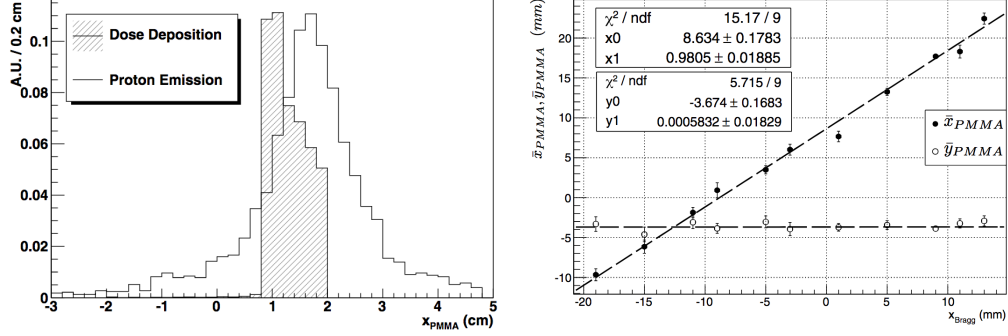 A.U. / 0.2 cm
0.1
0.08
0.06
0.04
0.02
0
Dose Deposition
Proton Emission
-3 -2 -1 0 1 2 3 4 5
x_PMMA (cm)
x̄_PMMA, ȳ_PMMA (mm)
20
15
10
5
0
-5
-10
χ² / ndf 15.17 / 9
x0 8.634 ± 0.1783
x1 0.9805 ± 0.01885
χ² / ndf 5.715 / 9
y0 -3.674 ± 0.1683
y1 0.0005832 ± 0.01829
x̄_PMMA
ȳ_PMMA
-20 -15 -10 -5 0 5 10
x_Bragg (mm)